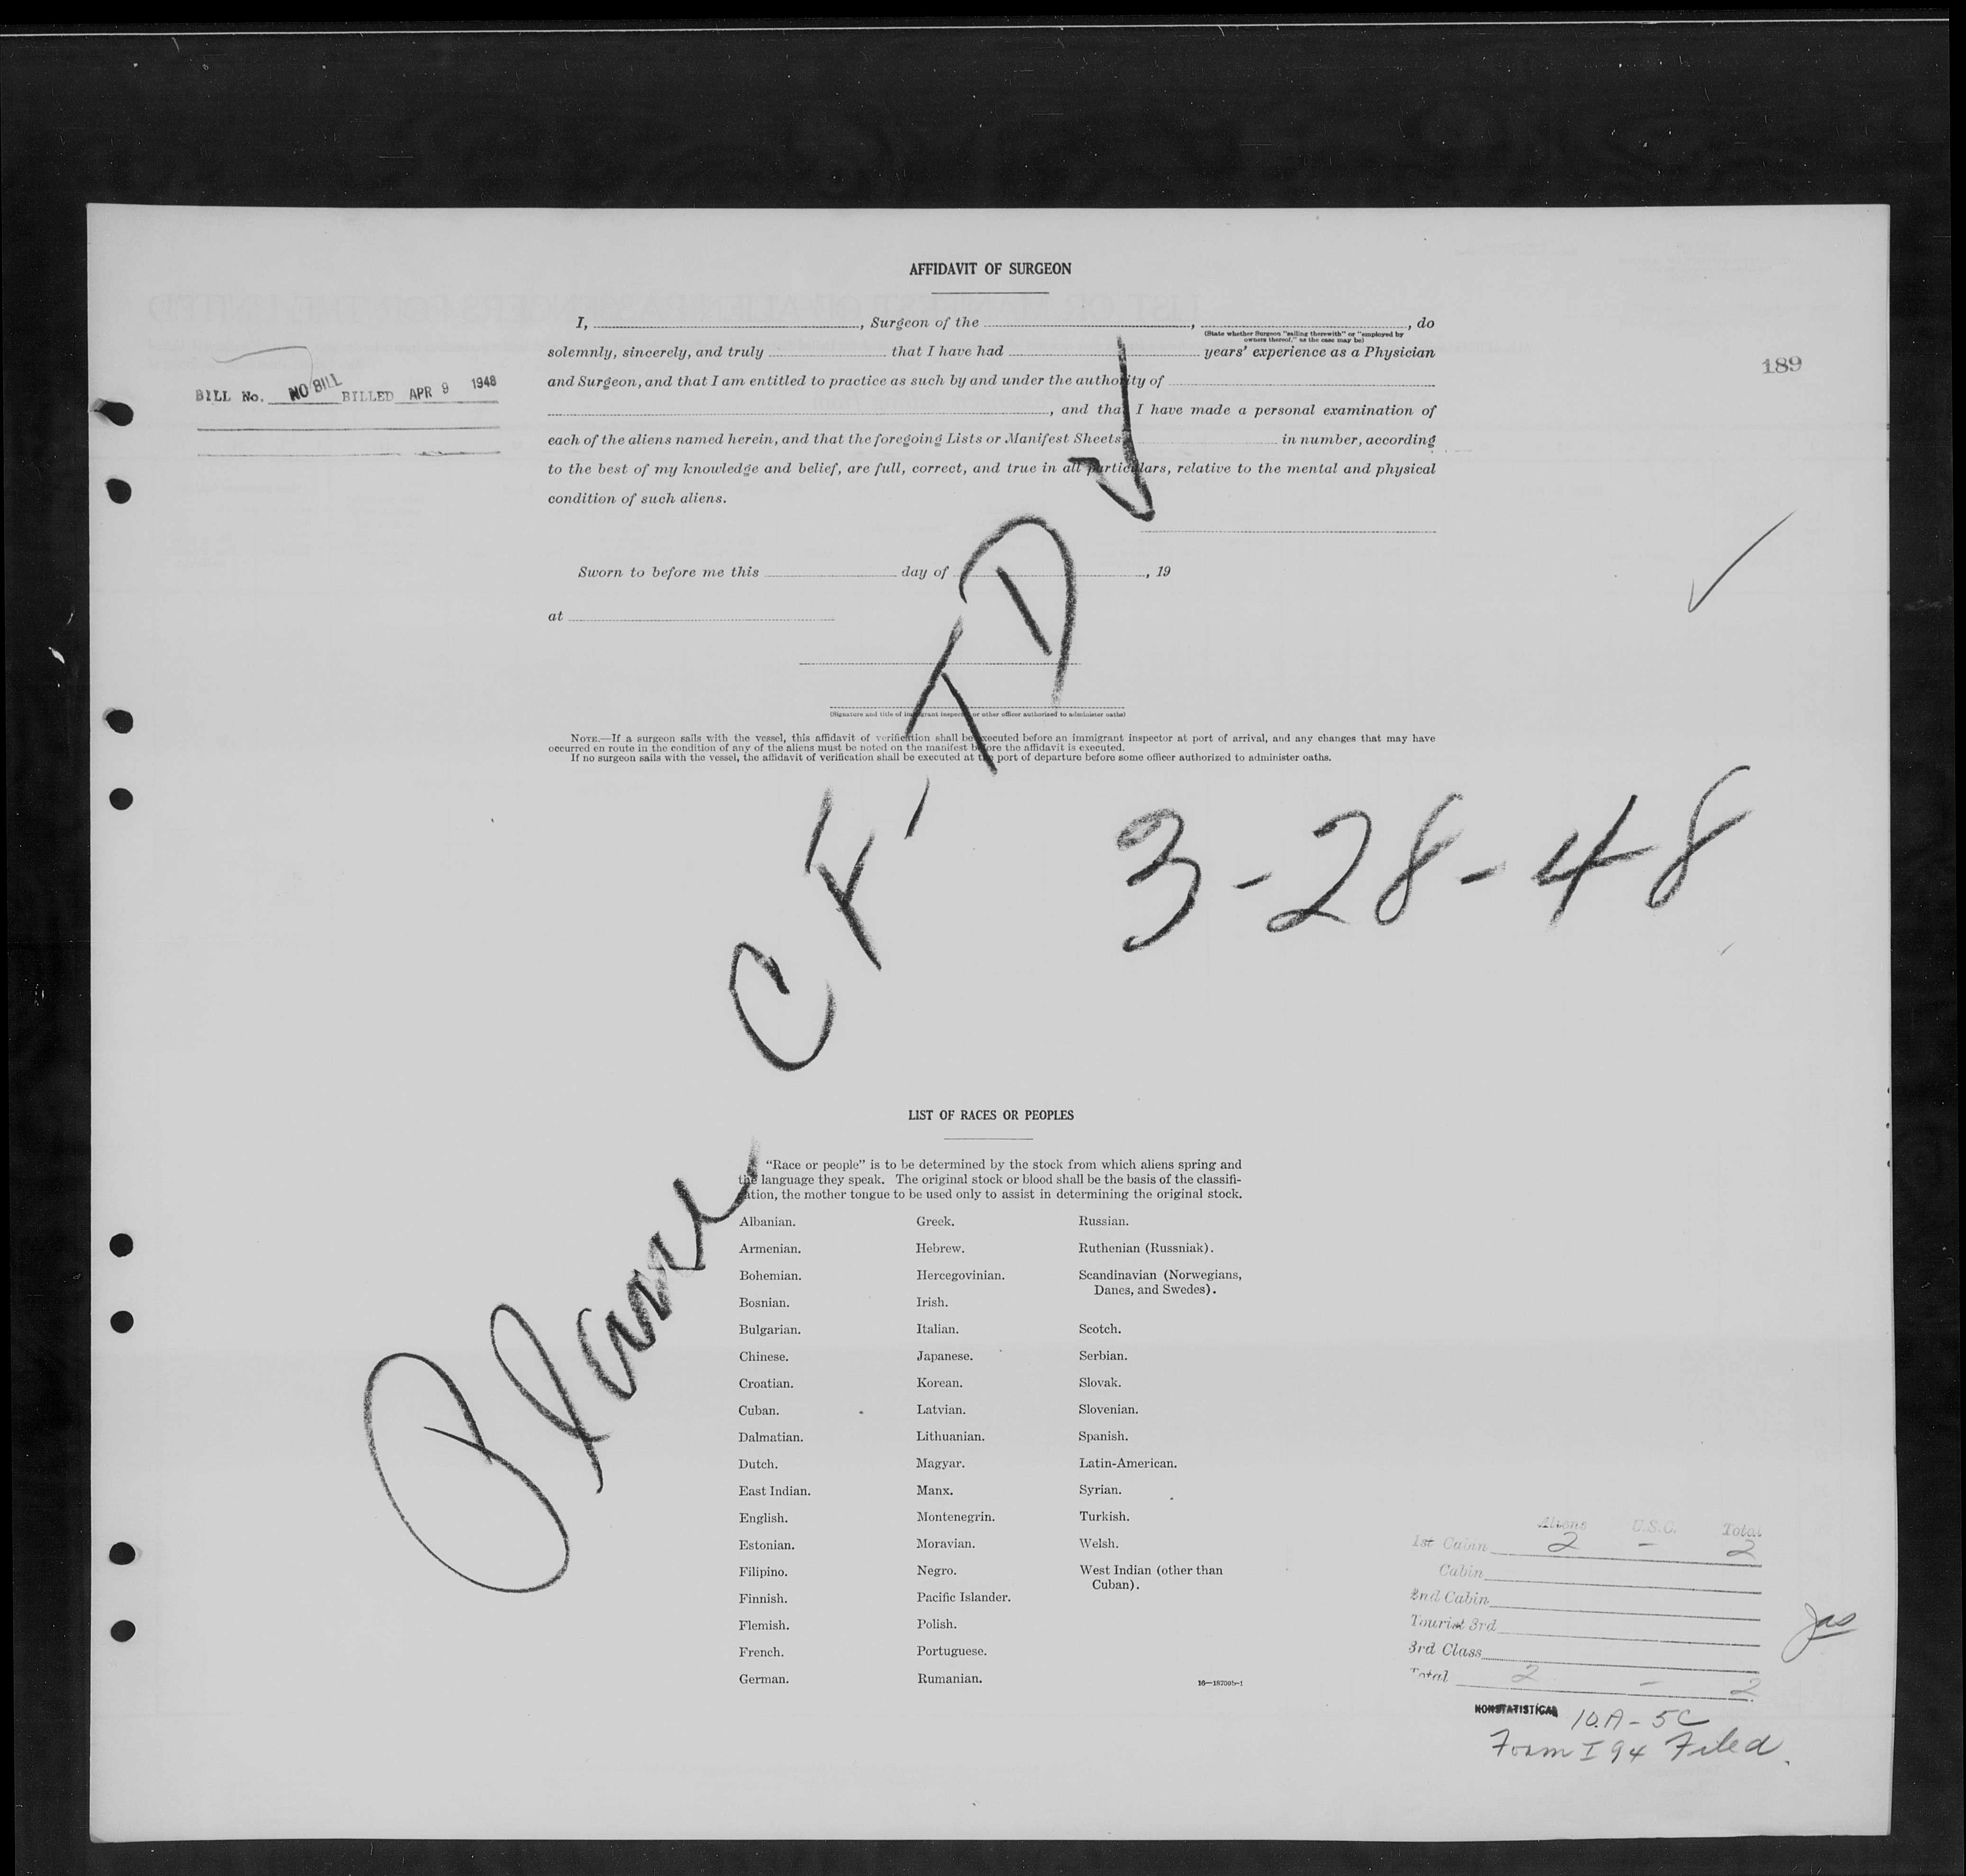 AFFIDAVIT OF SURGEON
I, , Surgeon of the , , do
(State whether Surgeon "sailing therewith" or "employed by
owners thereof," as the case may be)
solemnly, sincerely, and truly that I have had years' experience as a Physician
and Surgeon, and that I am entitled to practice as such by and under the authority of
, and that I have made a personal examination of
each of the aliens named herein, and that the foregoing Lists or Manifest Sheets in number, according
to the best of my knowledge and belief, are full, correct, and true in all particulars, relative to the mental and physical
condition of such aliens.
189
BILL No. NO BILL BILLED APR 9 1948
Sworn to before me this day of , 19
at
(Signature and title of immigrant inspector or other officer authorized to administer oaths)
NOTE.—If a surgeon sails with the vessel, this affidavit of verification shall be executed before an immigrant inspector at port of arrival, and any changes that may have
occurred en route in the condition of any of the aliens must be noted on the manifest before the affidavit is executed.
If no surgeon sails with the vessel, the affidavit of verification shall be executed at the port of departure before some officer authorized to administer oaths.
3-28-48
Plane CF-TD
LIST OF RACES OR PEOPLES
"Race or people" is to be determined by the stock from which aliens spring and
the language they speak. The original stock or blood shall be the basis of the classifi-
cation, the mother tongue to be used only to assist in determining the original stock.
Albanian.
Armenian.
Bohemian.
Bosnian.
Bulgarian.
Chinese.
Croatian.
Cuban.
Dalmatian.
Dutch.
East Indian.
English.
Estonian.
Filipino.
Finnish.
Flemish.
French.
German.
Greek.
Hebrew.
Hercegovinian.
Irish.
Italian.
Japanese.
Korean.
Latvian.
Lithuanian.
Magyar.
Manx.
Montenegrin.
Moravian.
Negro.
Pacific Islander.
Polish.
Portuguese.
Rumanian.
Russian.
Ruthenian (Russniak).
Scandinavian (Norwegians,
Danes, and Swedes).
Scotch.
Serbian.
Slovak.
Slovenian.
Spanish.
Latin-American.
Syrian.
Turkish.
Welsh.
West Indian (other than
Cuban).
Aliens U.S.C. Total
1st Cabin 2 - 2
Cabin
2nd Cabin
Tourist 3rd
3rd Class
Total 2 - 2
NONSTATISTICAL 10A-5C
Form I 94 Filed.